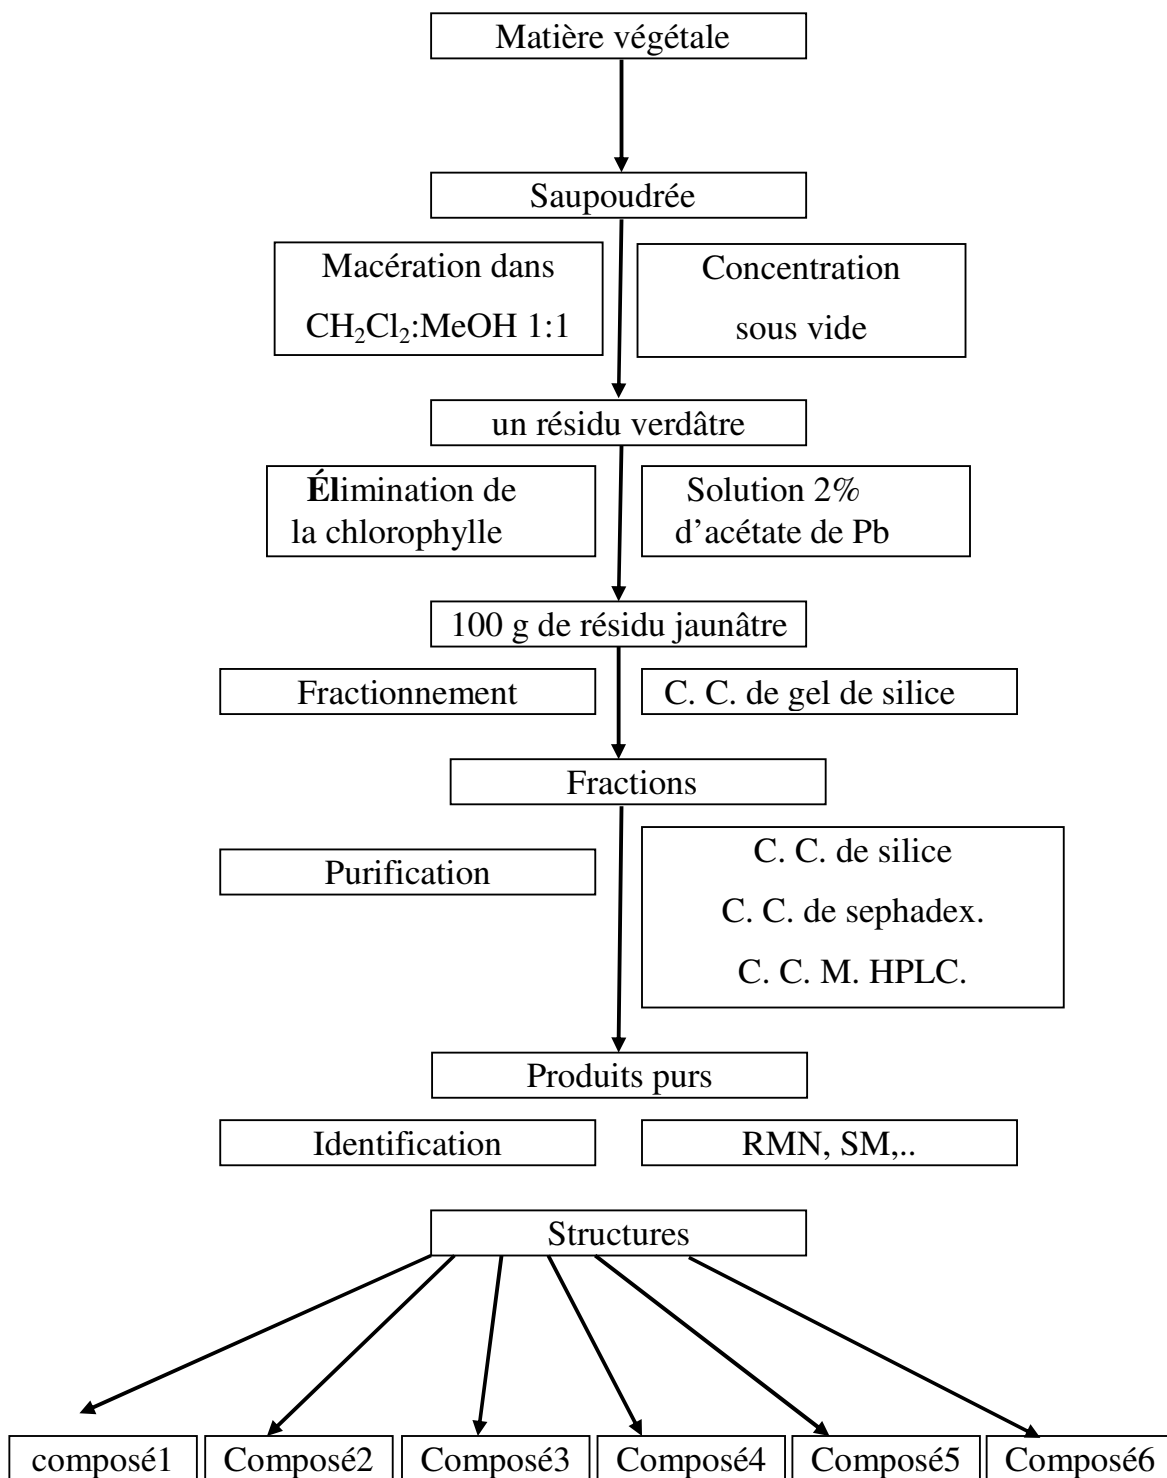 Matière végétale
Saupoudrée
Macération dans
CH₂Cl₂:MeOH 1:1
Concentration
sous vide
un résidu verdâtre
Élimination de
la chlorophylle
Solution 2%
d’acétate de Pb
100 g de résidu jaunâtre
Fractionnement
C. C. de gel de silice
Fractions
Purification
C. C. de silice
C. C. de sephadex.
C. C. M. HPLC.
Produits purs
Identification
RMN, SM,..
Structures
composé1
Composé2
Composé3
Composé4
Composé5
Composé6